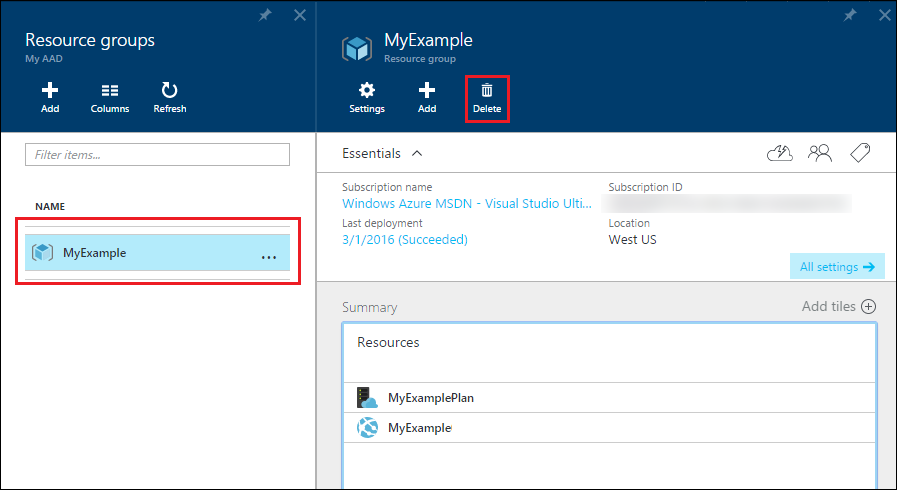 Resource groups
My AAD
Add
Columns
Refresh
Filter items...
NAME
MyExample
...
MyExample
Resource group
Settings
Add
Delete
Essentials
Subscription name
Windows Azure MSDN - Visual Studio Ulti...
Subscription ID
Last deployment
3/1/2016 (Succeeded)
Location
West US
All settings
Summary
Add tiles
Resources
MyExamplePlan
MyExample